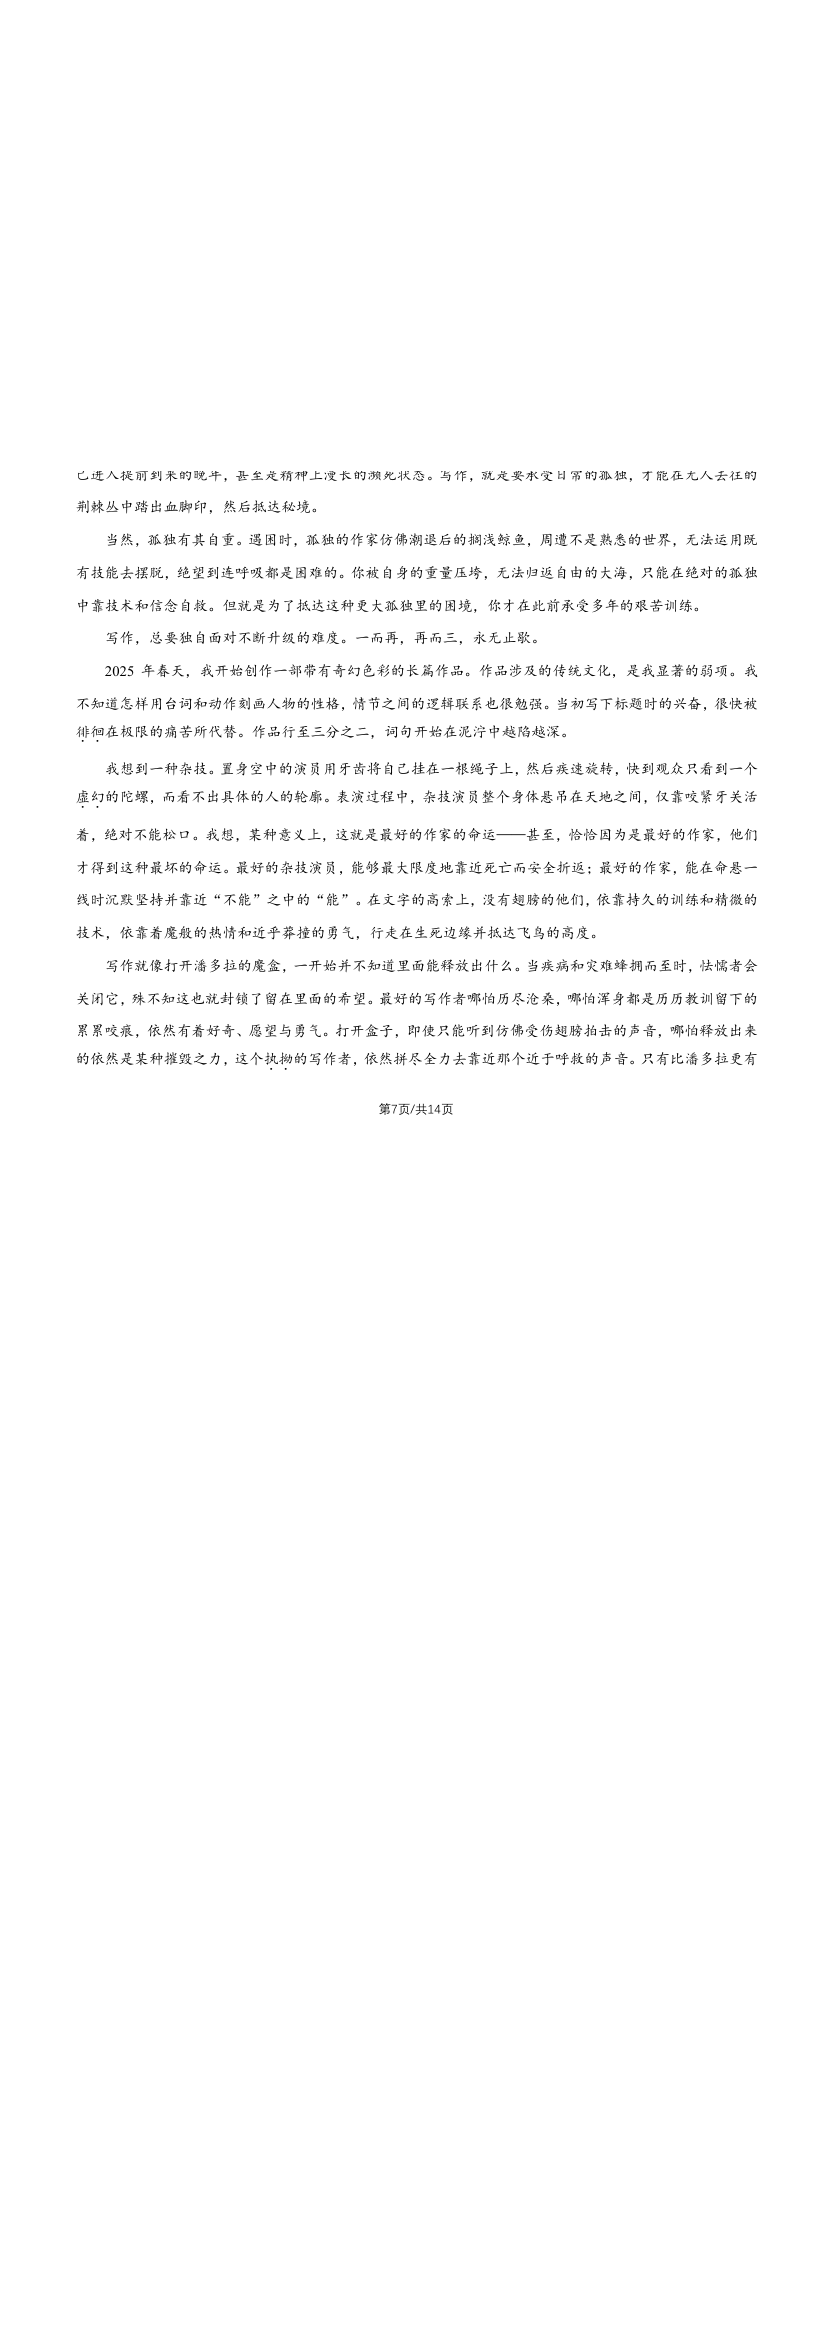 己进入提前到来的晚年，甚至是精神上漫长的濒死状态。写作，就是要承受日常的孤独，才能在无人去往的
荆棘丛中踏出血脚印，然后抵达秘境。
当然，孤独有其自重。遇困时，孤独的作家仿佛潮退后的搁浅鲸鱼，周遭不是熟悉的世界，无法运用既
有技能去摆脱，绝望到连呼吸都是困难的。你被自身的重量压垮，无法归返自由的大海，只能在绝对的孤独
中靠技术和信念自救。但就是为了抵达这种更大孤独里的困境，你才在此前承受多年的艰苦训练。
写作，总要独自面对不断升级的难度。一而再，再而三，永无止歇。
2025 年春天，我开始创作一部带有奇幻色彩的长篇作品。作品涉及的传统文化，是我显著的弱项。我
不知道怎样用台词和动作刻画人物的性格，情节之间的逻辑联系也很勉强。当初写下标题时的兴奋，很快被
徘徊在极限的痛苦所代替。作品行至三分之二，词句开始在泥泞中越陷越深。
我想到一种杂技。置身空中的演员用牙齿将自己挂在一根绳子上，然后疾速旋转，快到观众只看到一个
虚幻的陀螺，而看不出具体的人的轮廓。表演过程中，杂技演员整个身体悬吊在天地之间，仅靠咬紧牙关活
着，绝对不能松口。我想，某种意义上，这就是最好的作家的命运——甚至，恰恰因为是最好的作家，他们
才得到这种最坏的命运。最好的杂技演员，能够最大限度地靠近死亡而安全折返；最好的作家，能在命悬一
线时沉默坚持并靠近“不能”之中的“能”。在文字的高索上，没有翅膀的他们，依靠持久的训练和精微的
技术，依靠着魔般的热情和近乎莽撞的勇气，行走在生死边缘并抵达飞鸟的高度。
写作就像打开潘多拉的魔盒，一开始并不知道里面能释放出什么。当疾病和灾难蜂拥而至时，怯懦者会
关闭它，殊不知这也就封锁了留在里面的希望。最好的写作者哪怕历尽沧桑，哪怕浑身都是历历教训留下的
累累咬痕，依然有着好奇、愿望与勇气。打开盒子，即使只能听到仿佛受伤翅膀拍击的声音，哪怕释放出来
的依然是某种摧毁之力，这个执拗的写作者，依然拼尽全力去靠近那个近于呼救的声音。只有比潘多拉更有
第7页/共14页